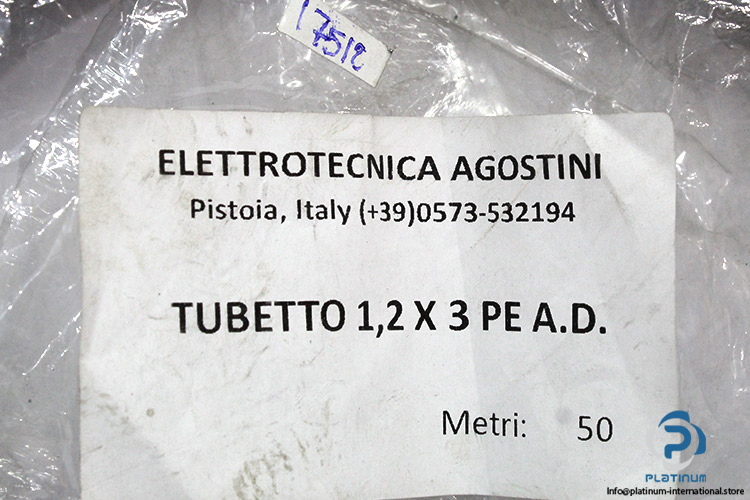 17512
ELETTROTECNICA AGOSTINI
Pistoia, Italy (+39)0573-532194
TUBETTO 1,2 X 3 PE A.D.
Metri: 50
PLATINUM
Info@platinum-international.store